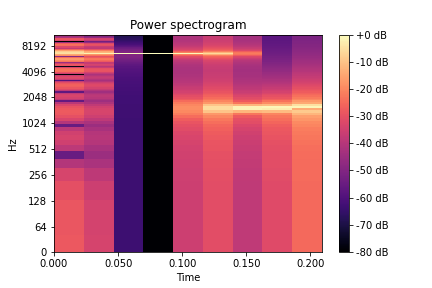 Power spectrogram
8192
4096
2048
1024
512
256
128
64
0
Hz
0.000 0.050 0.100 0.150 0.200
Time
+0 dB
-10 dB
-20 dB
-30 dB
-40 dB
-50 dB
-60 dB
-70 dB
-80 dB